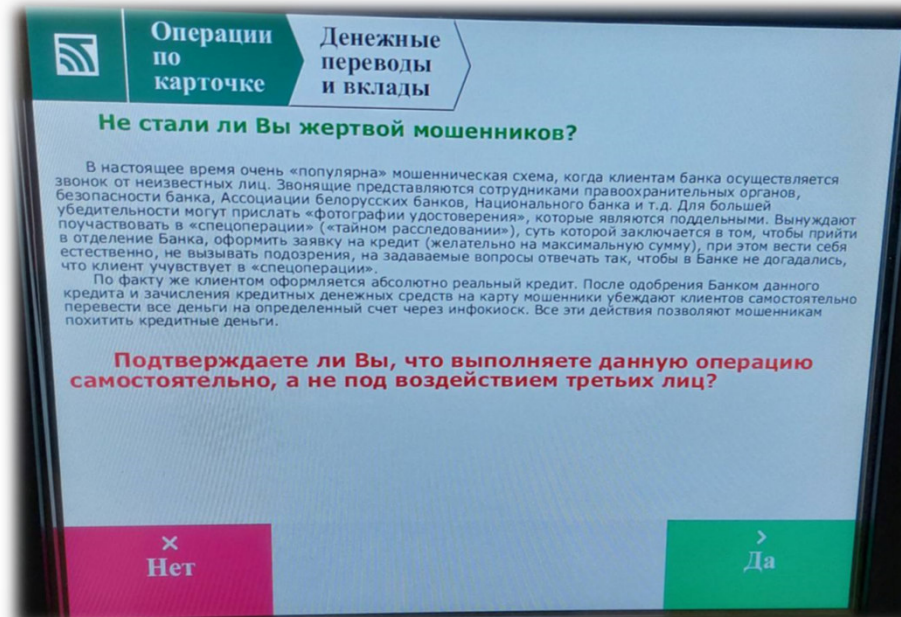 Операции
по
карточке
Денежные
переводы
и вклады
Не стали ли Вы жертвой мошенников?
В настоящее время очень «популярна» мошенническая схема, когда клиентам банка осуществляется
звонок от неизвестных лиц. Звонящие представляются сотрудниками правоохранительных органов,
безопасности банка, Ассоциации белорусских банков, Национального банка и т.д. Для большей
убедительности могут прислать «фотографии удостоверения», которые являются поддельными. Вынуждают
поучаствовать в «спецоперации» («тайном расследовании»), суть которой заключается в том, чтобы прийти
в отделение Банка, оформить заявку на кредит (желательно на максимальную сумму), при этом вести себя
естественно, не вызывать подозрения, на задаваемые вопросы отвечать так, чтобы в Банке не догадались,
что клиент учувствует в «спецоперации».
По факту же клиентом оформляется абсолютно реальный кредит. После одобрения Банком данного
кредита и зачисления кредитных денежных средств на карту мошенники убеждают клиентов самостоятельно
перевести все деньги на определенный счет через инфокиоск. Все эти действия позволяют мошенникам
похитить кредитные деньги.
Подтверждаете ли Вы, что выполняете данную операцию
самостоятельно, а не под воздействием третьих лиц?
Нет
Да